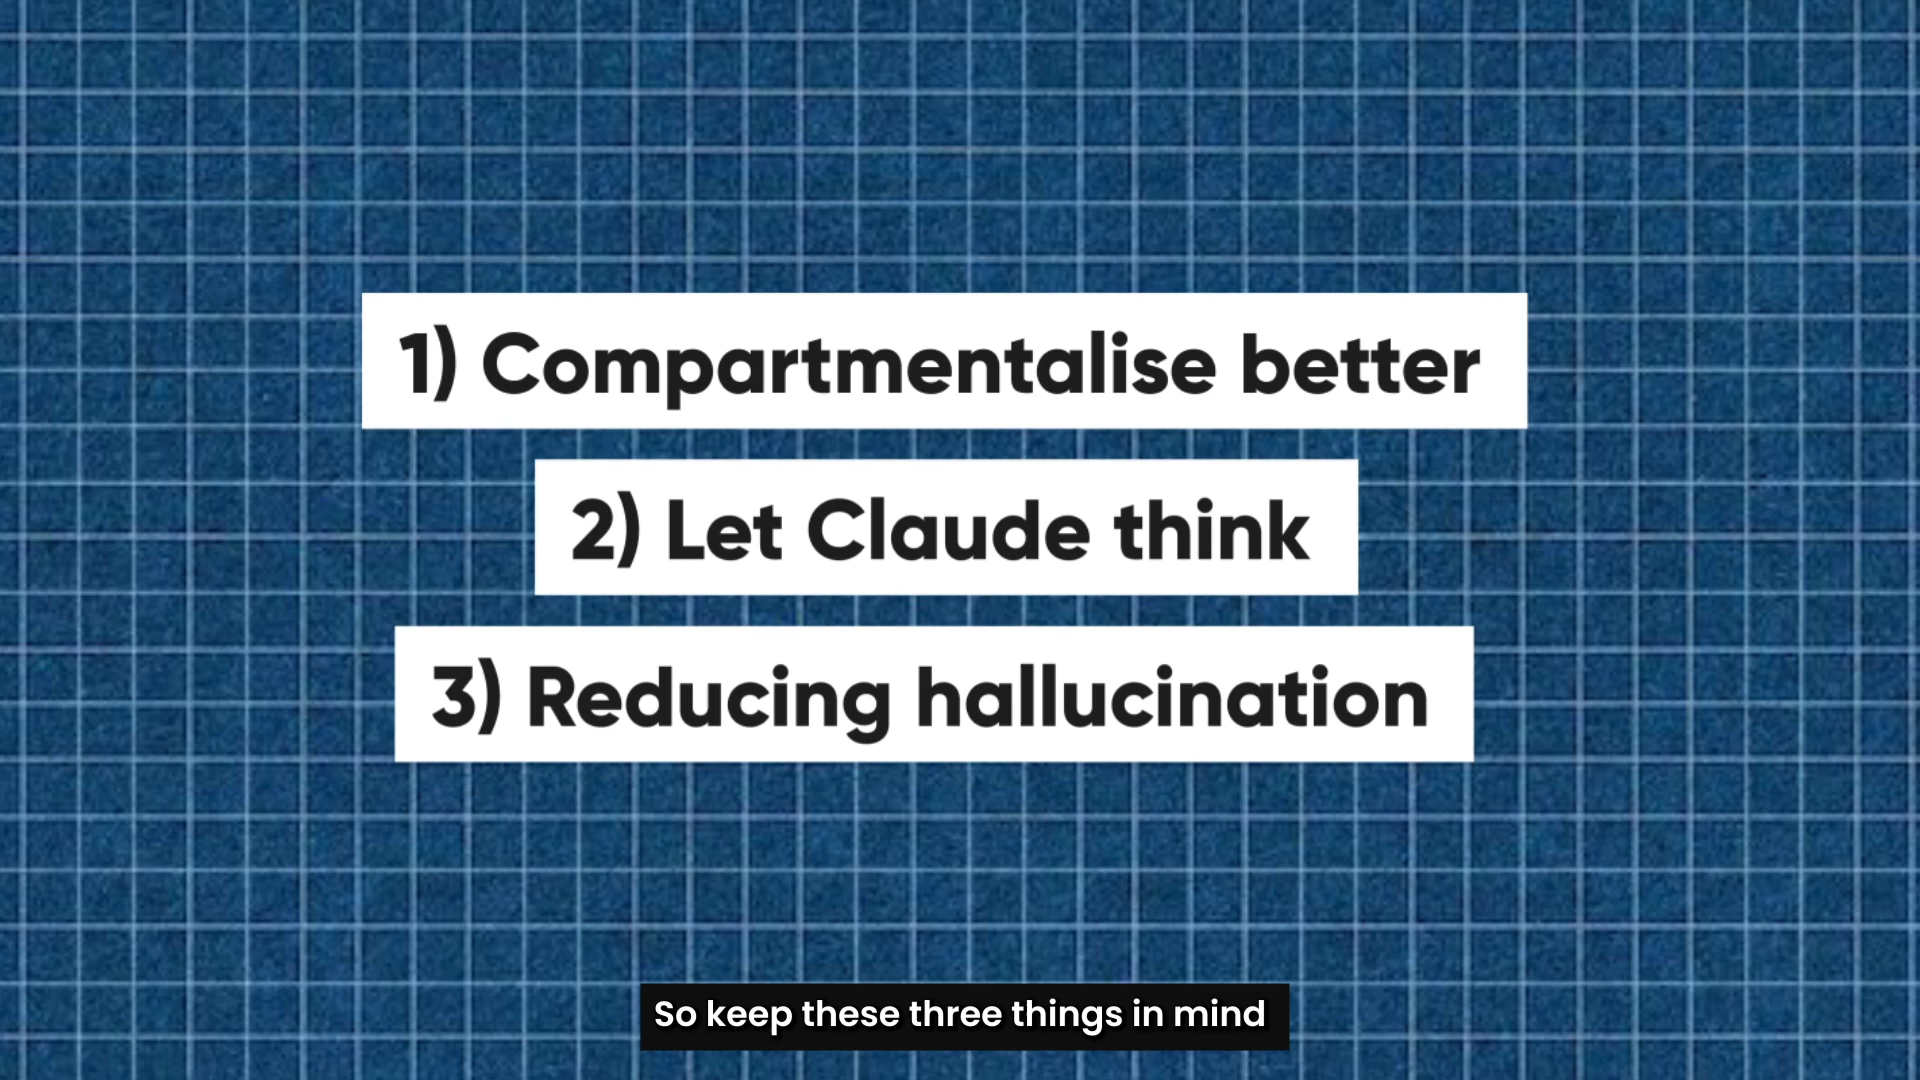 1) Compartmentalise better
2) Let Claude think
3) Reducing hallucination
So keep these three things in mind